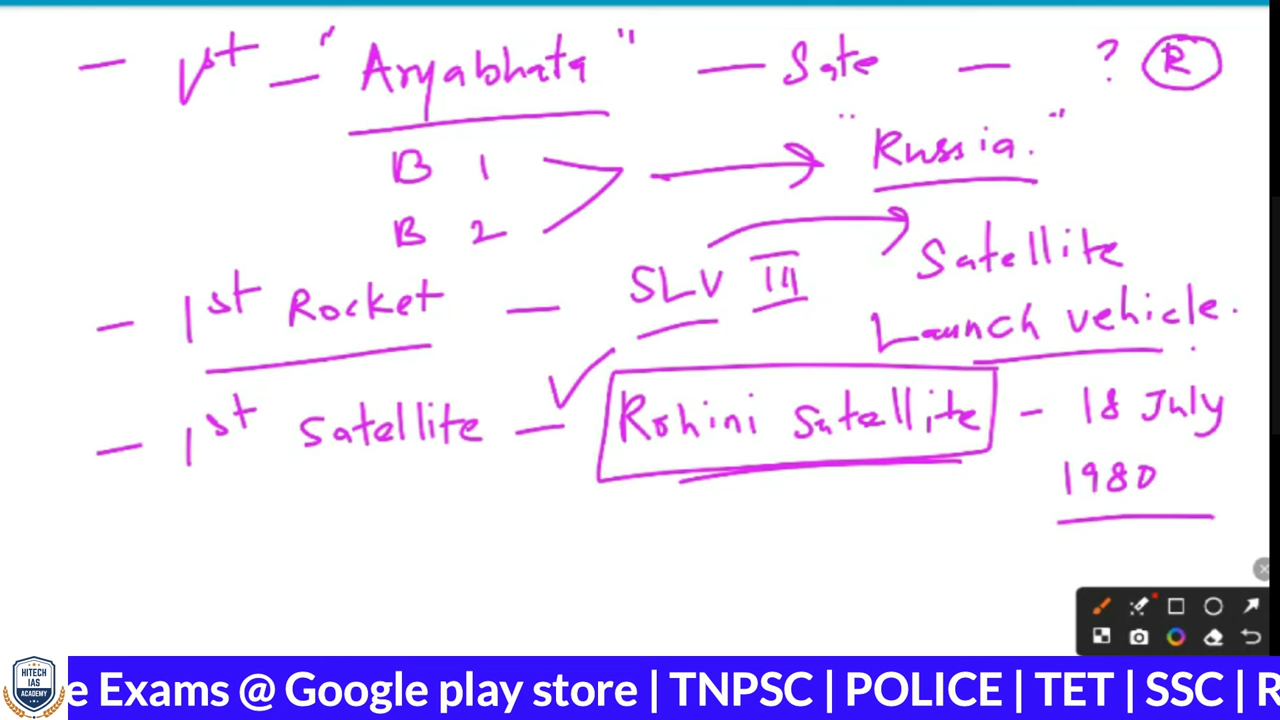 - 1st - "Aryabhata" - Sate - ? R
B 1
B 2
"Russia."
- 1st Rocket - SLV III
Satellite
Launch vehicle.
- 1st Satellite - Rohini Satellite - 18 July
1980
HITECH
IAS
ACADEMY
e Exams @ Google play store | TNPSC | POLICE | TET | SSC | R